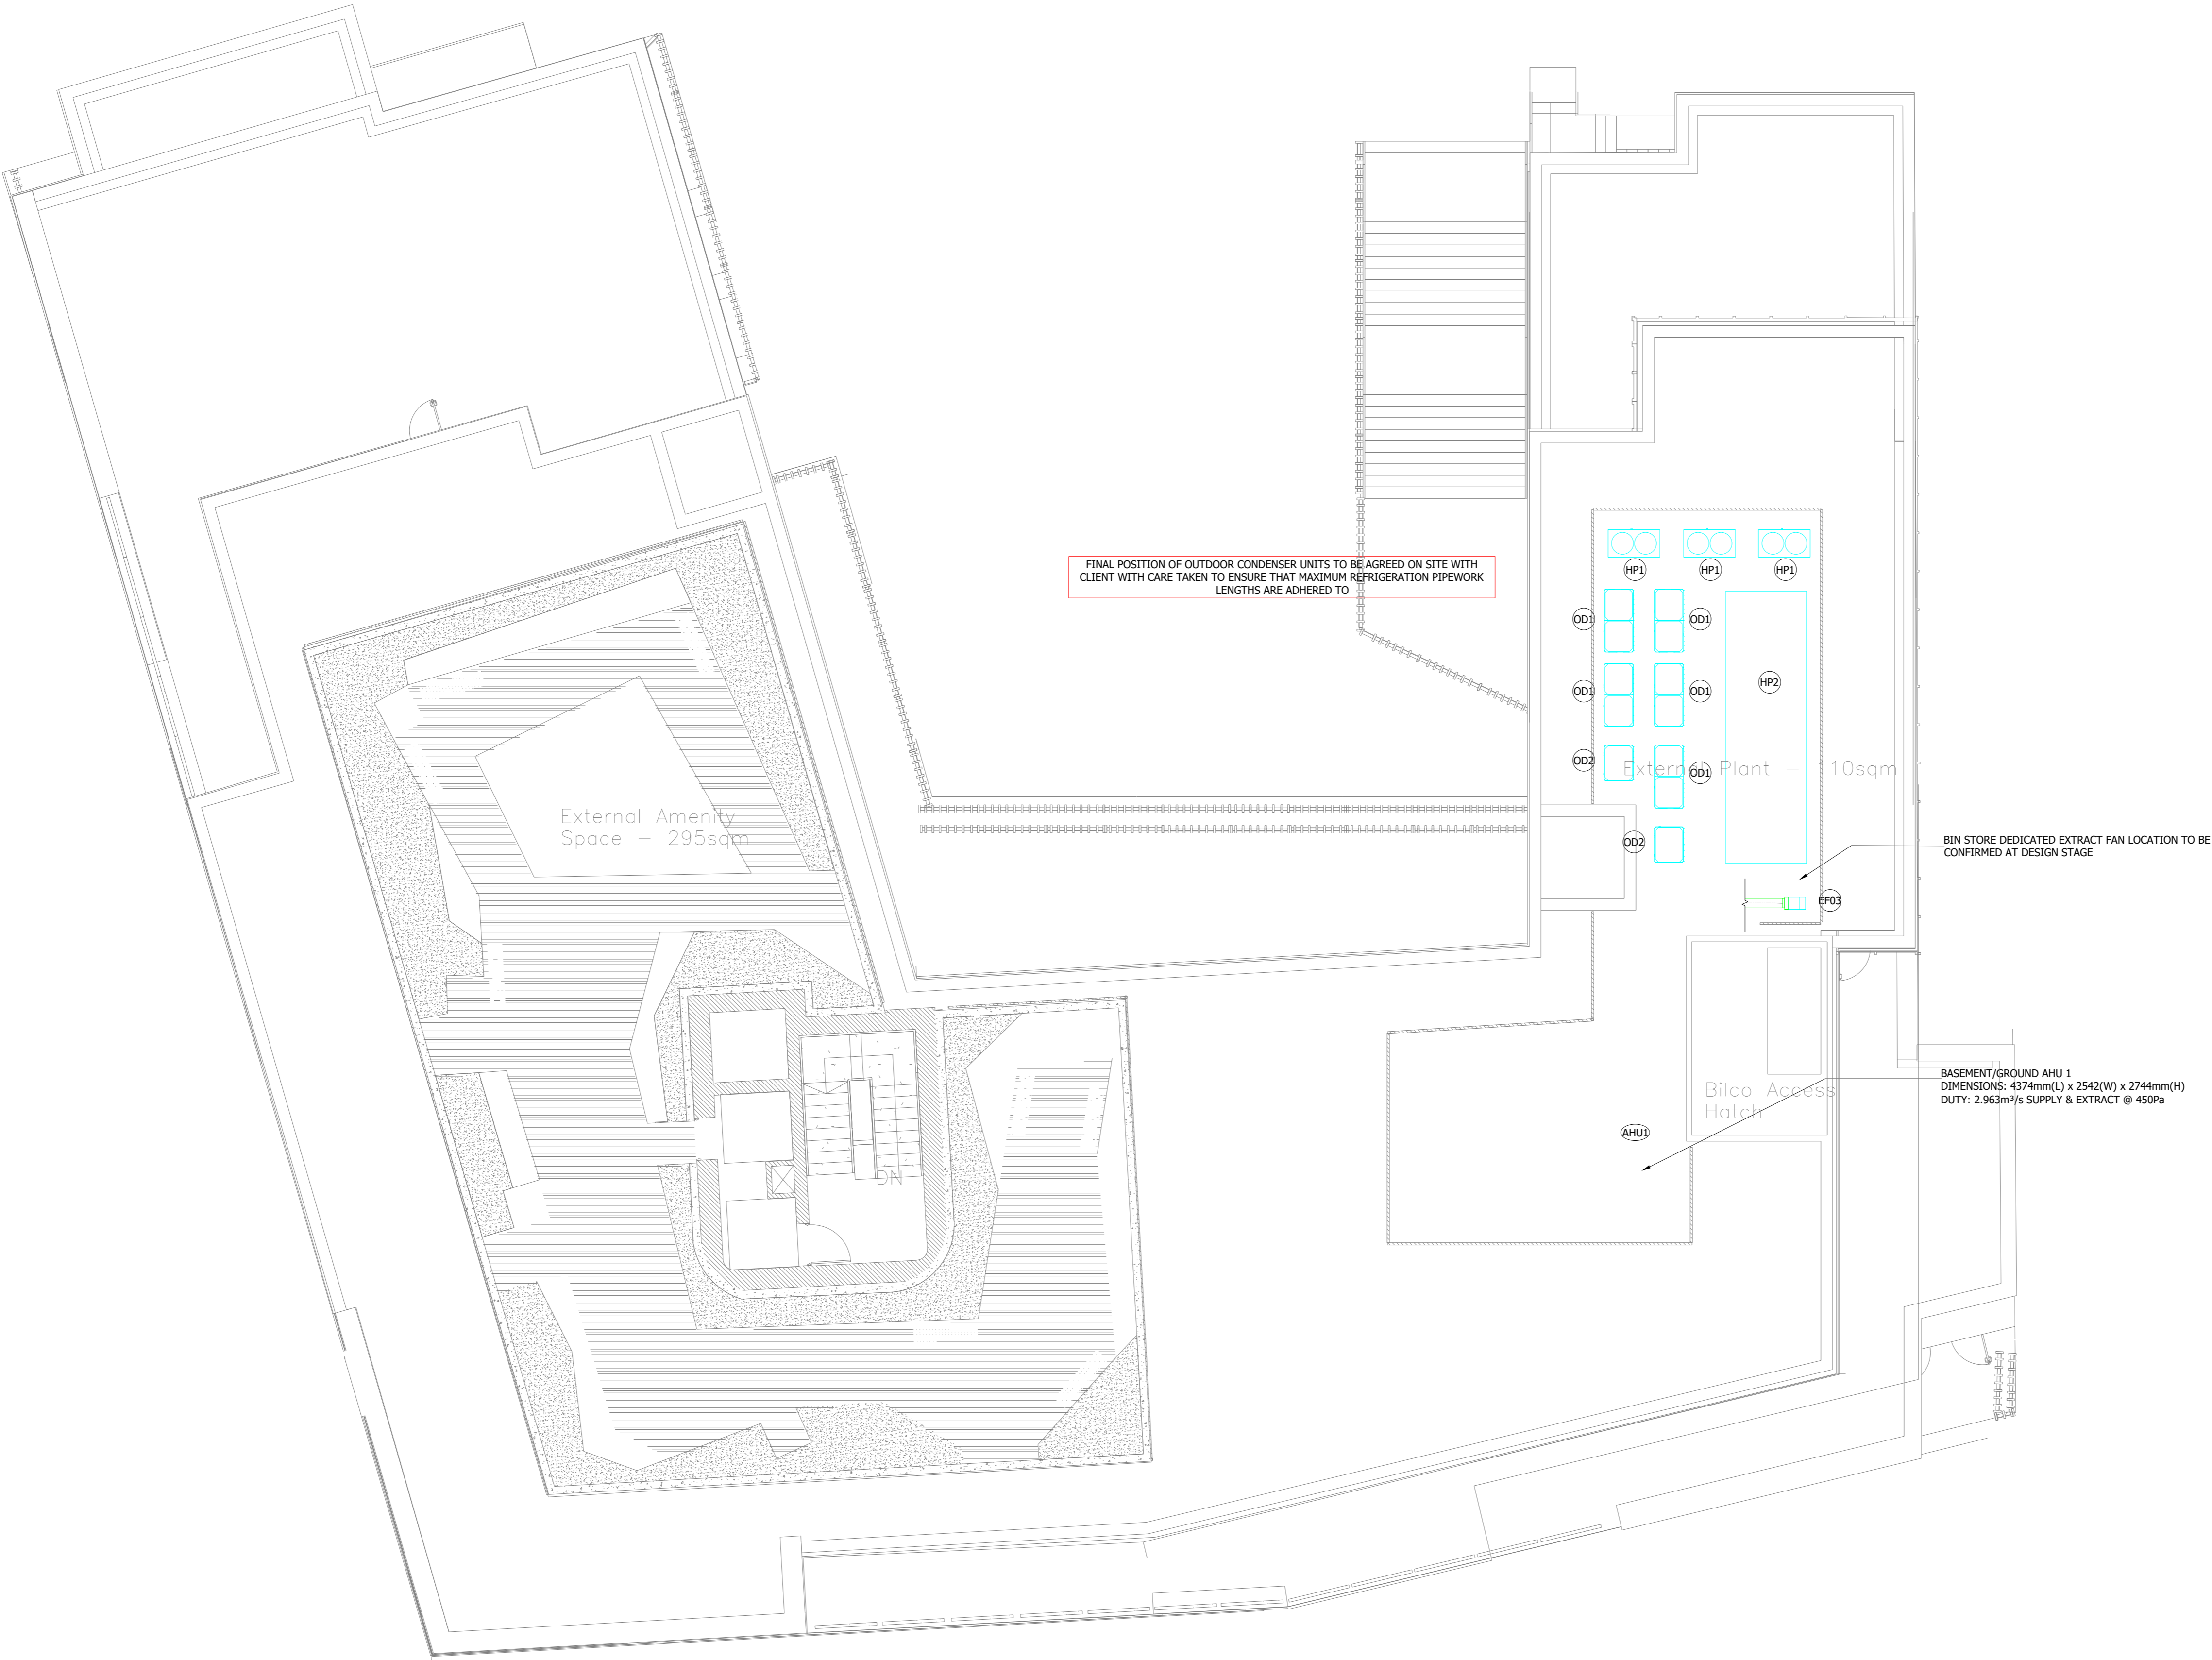 FINAL POSITION OF OUTDOOR CONDENSER UNITS TO BE AGREED ON SITE WITH
CLIENT WITH CARE TAKEN TO ENSURE THAT MAXIMUM REFRIGERATION PIPEWORK
LENGTHS ARE ADHERED TO
HP1
HP1
HP1
OD1
OD1
OD1
OD1
HP2
OD2
OD1
External Plant - 110sqm
External Amenity
Space - 295sqm
OD2
BIN STORE DEDICATED EXTRACT FAN LOCATION TO BE
CONFIRMED AT DESIGN STAGE
EF03
BASEMENT/GROUND AHU 1
DIMENSIONS: 4374mm(L) x 2542(W) x 2744mm(H)
DUTY: 2.963m³/s SUPPLY & EXTRACT @ 450Pa
Bilco Access
Hatch
AHU1
DN